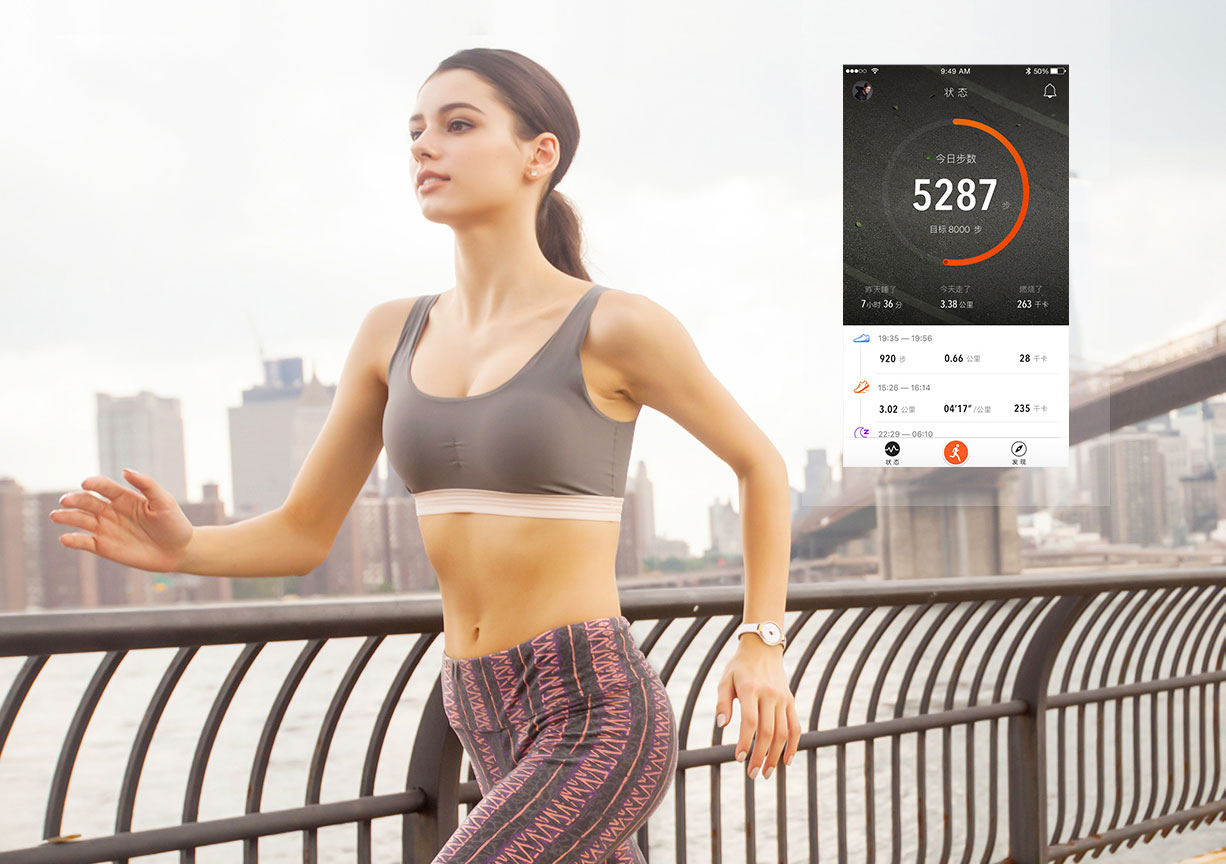 9:49 AM 50%
状态
今日步数
5287 步
目标 8000 步
昨天睡了 今天走了 燃烧了
7小时 36 分 3.38 公里 263 千卡
19:35 — 19:56
920 步 0.66 公里 28 千卡
15:26 — 16:14
3.02 公里 04'17" /公里 235 千卡
22:29 — 06:10
状态 发现